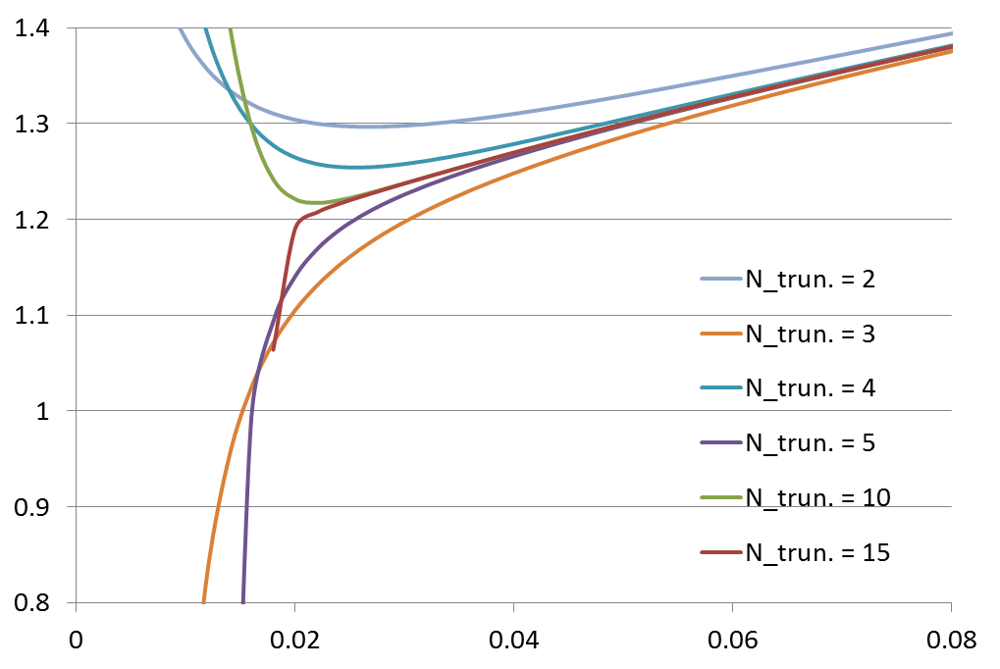 1.4
1.3
1.2
1.1
1
0.9
0.8
N_trun. = 2
N_trun. = 3
N_trun. = 4
N_trun. = 5
N_trun. = 10
N_trun. = 15
0 0.02 0.04 0.06 0.08